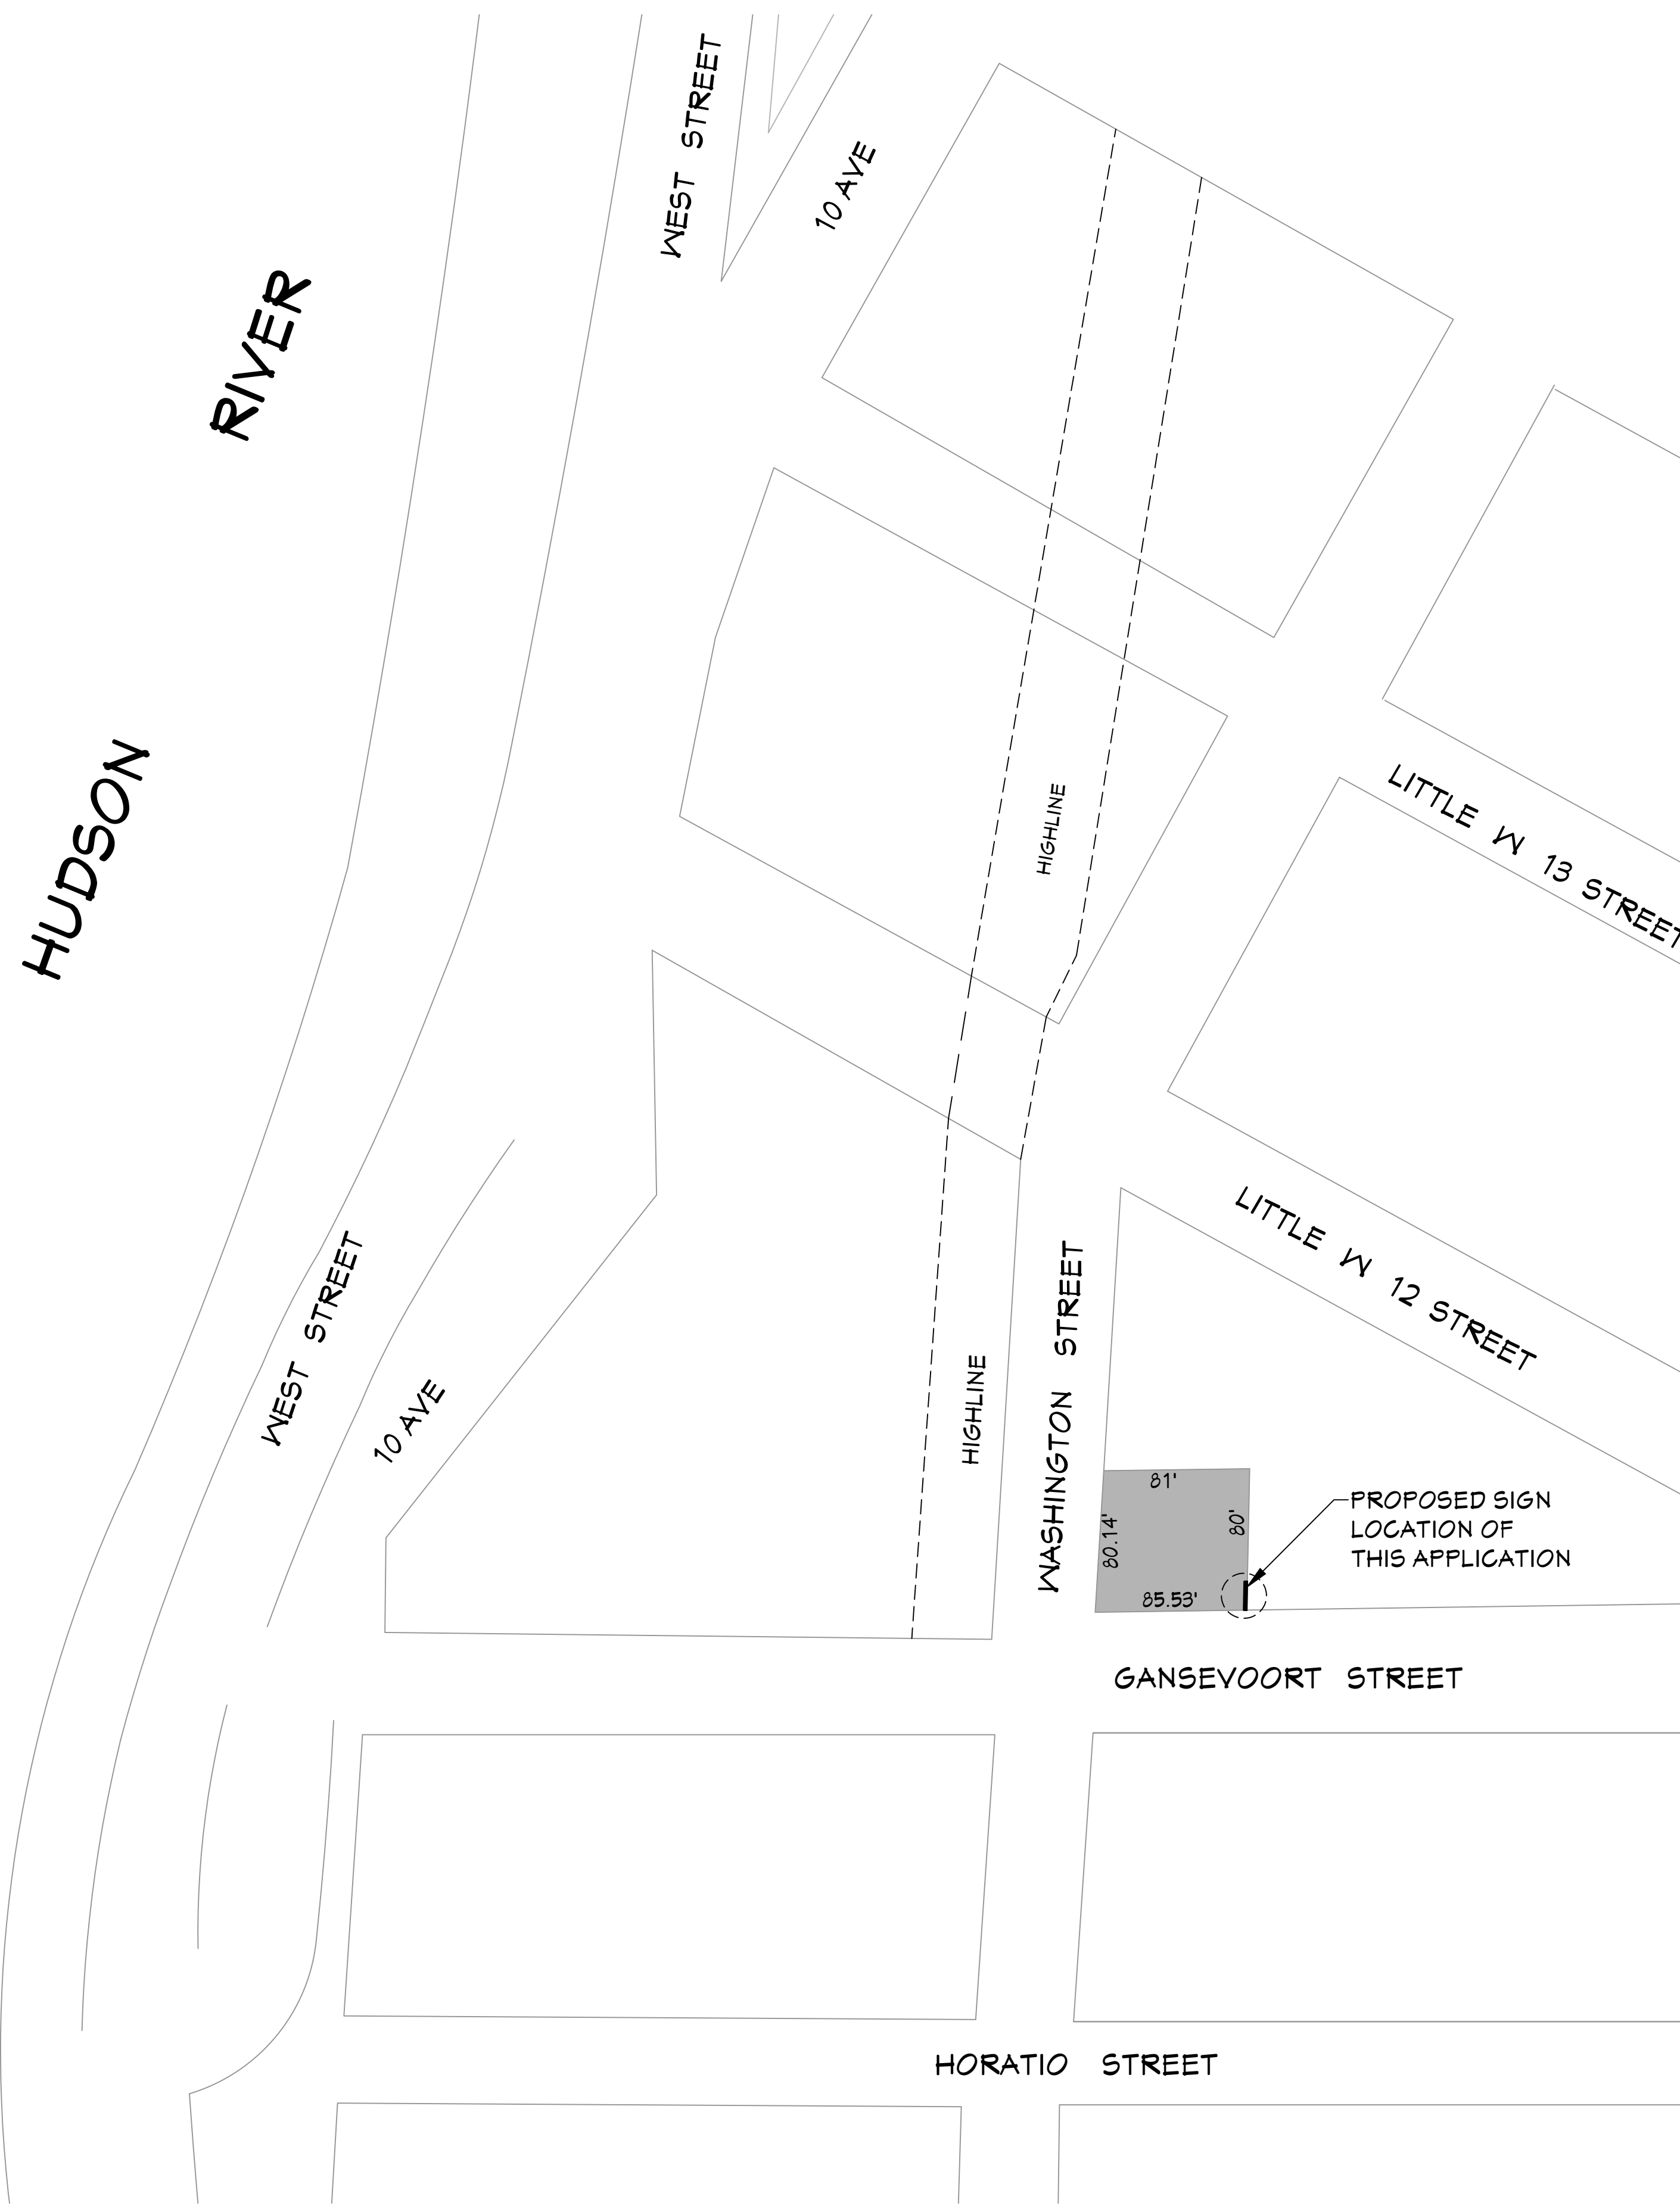 WEST STREET
10 AVE
HUDSON RIVER
HIGHLINE
LITTLE W 13 STREET
LITTLE W 12 STREET
WEST STREET
10 AVE
HIGHLINE
WASHINGTON STREET
81'
80.14'
80'
85.53'
PROPOSED SIGN
LOCATION OF
THIS APPLICATION
GANSEVOORT STREET
HORATIO STREET